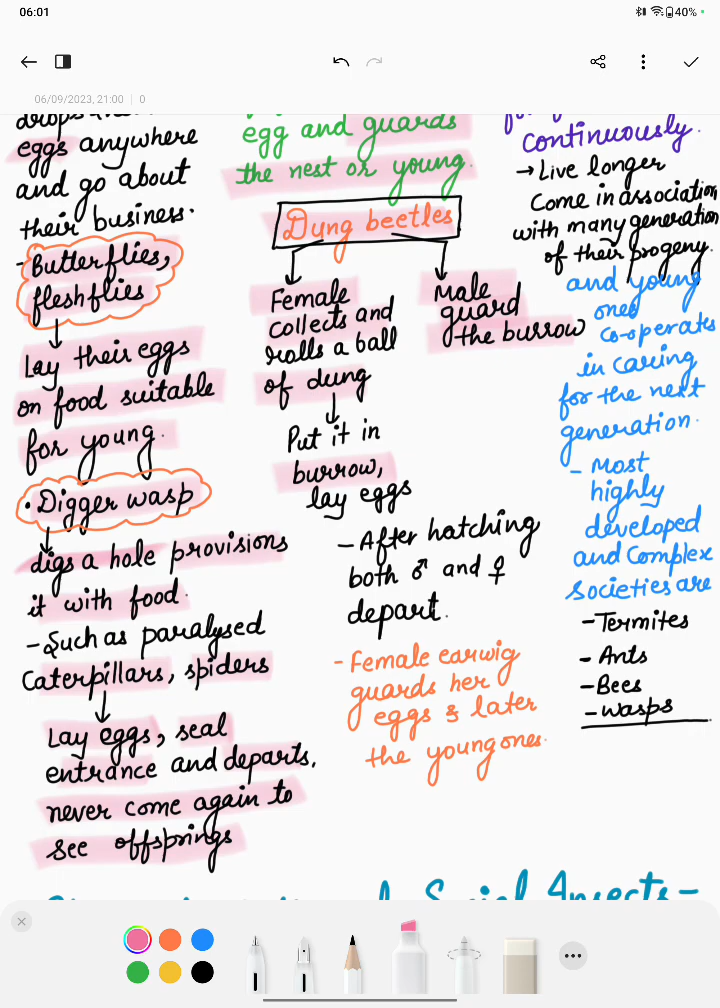 06:01
40%
06/09/2023, 21:00 | 0
eggs anywhere
and go about
their business.
- Butterflies,
fleshflies
Lay their eggs
on food suitable
for young.
• Digger wasp
digs a hole provisions
it with food.
- Such as paralysed
Caterpillars, spiders
Lay eggs, seal
entrance and departs,
never come again to
see offsprings
egg and guards
the nest or young.
Dung beetles
Female
collects and
rolls a ball
of dung
Put it in
burrow,
lay eggs
- After hatching
both ♂ and ♀
depart.
- Female earwig
guards her
eggs & later
the young ones.
Male
guard
the burrow
continuously.
→ Live longer
Come in association
with many generation
of their progeny.
and young
ones
co-operates
in caring
for the next
generation.
- Most
highly
developed
and Complex
societies are
- Termites
- Ants
- Bees
- wasps
Social Insects -